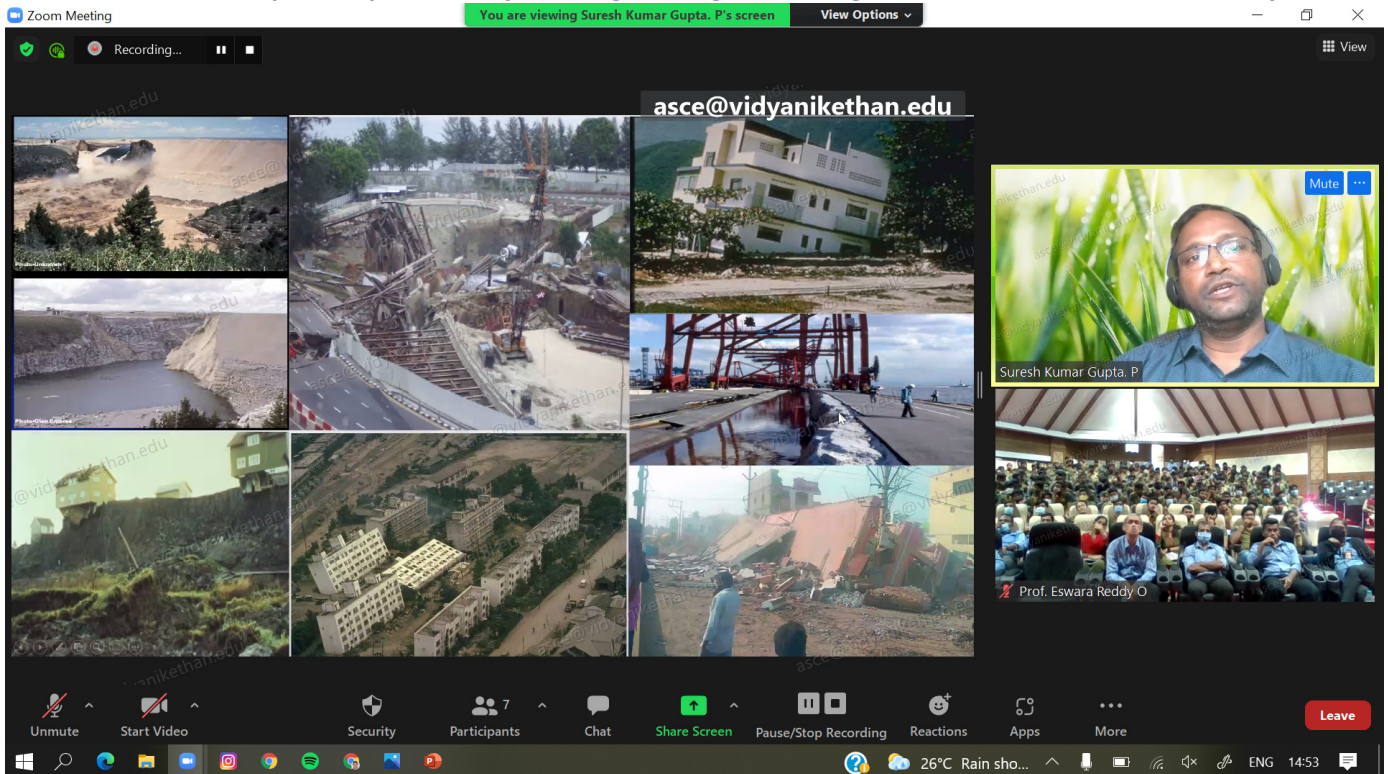 Zoom Meeting
You are viewing Suresh Kumar Gupta. P's screen
View Options
Recording...
View
asce@vidyanikethan.edu
Mute
Suresh Kumar Gupta. P
Prof. Eswara Reddy O
Unmute
Start Video
Security
7
Participants
Chat
Share Screen
Pause/Stop Recording
Reactions
Apps
More
Leave
26°C Rain sho...
ENG
14:53